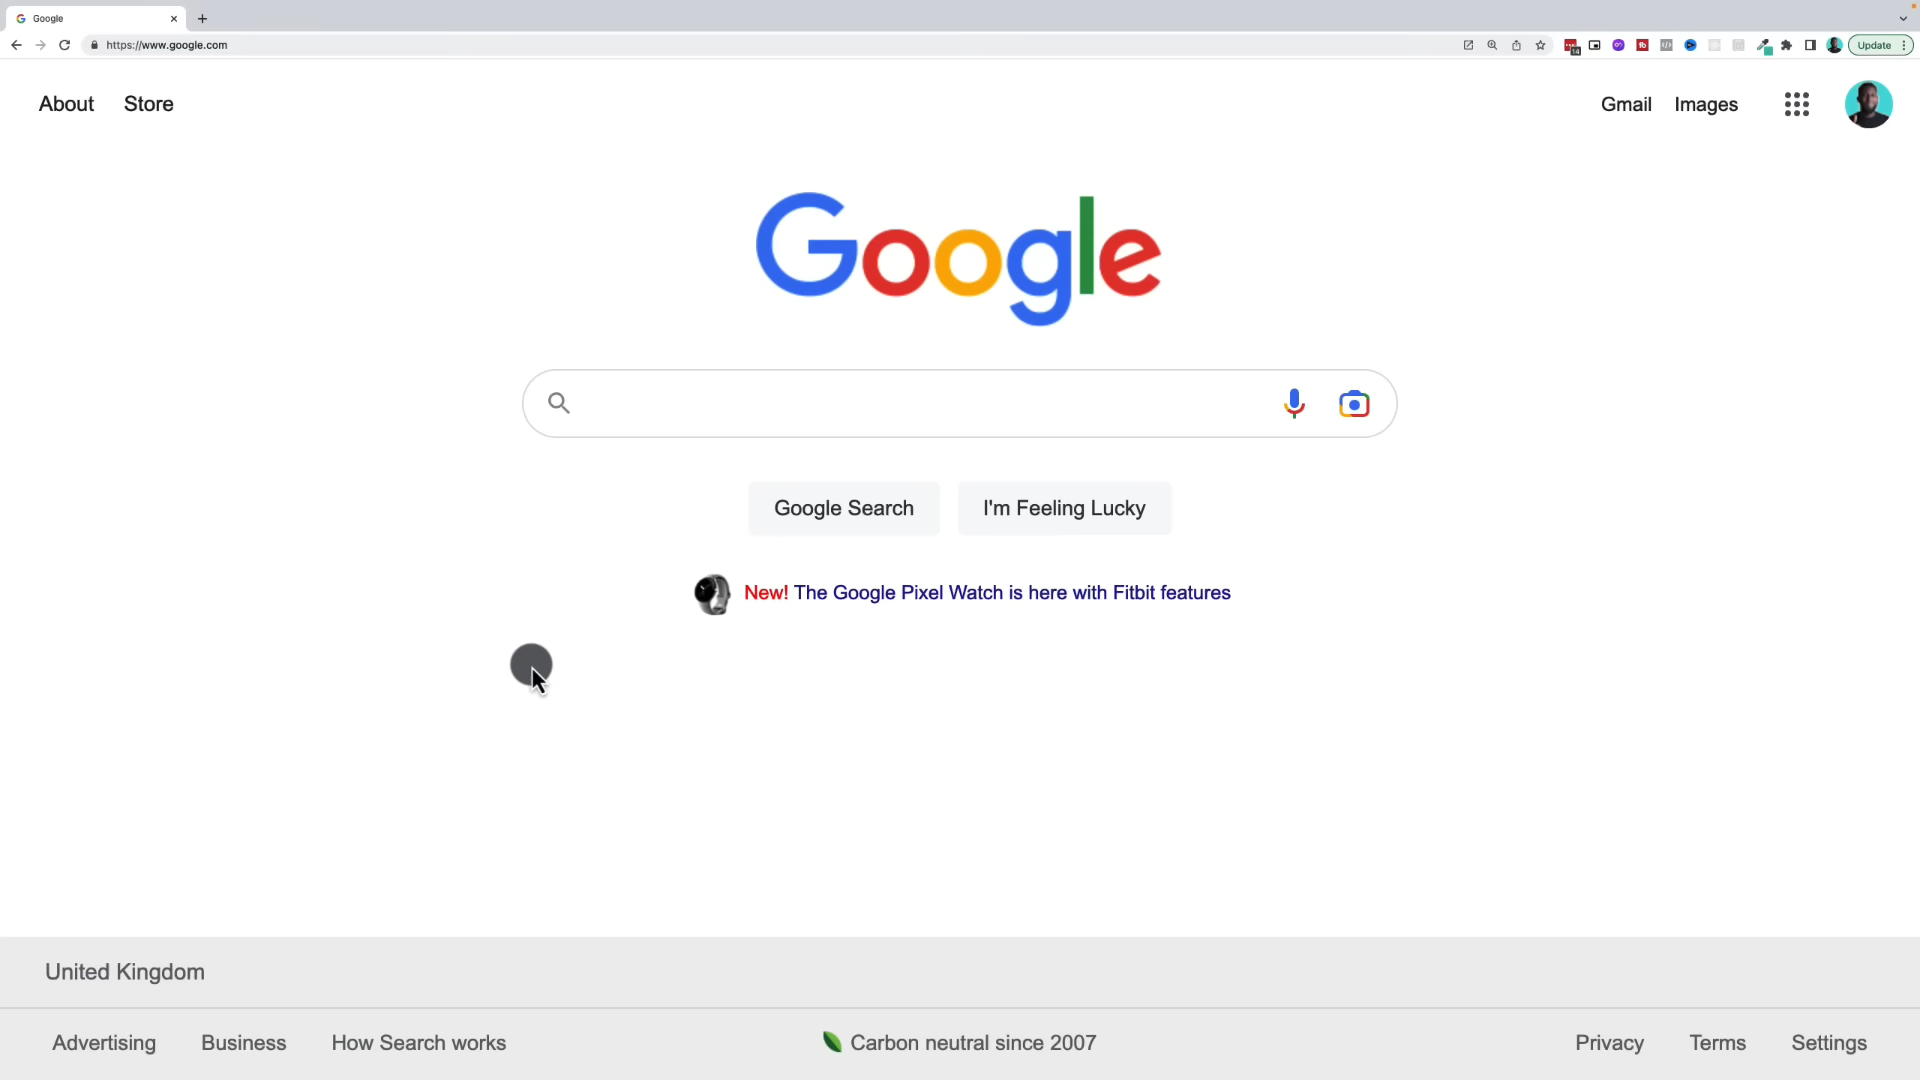 Google
https://www.google.com
14
Update
About Store Gmail Images
Google
Google Search I'm Feeling Lucky
New! The Google Pixel Watch is here with Fitbit features
United Kingdom
Advertising Business How Search works Carbon neutral since 2007 Privacy Terms Settings